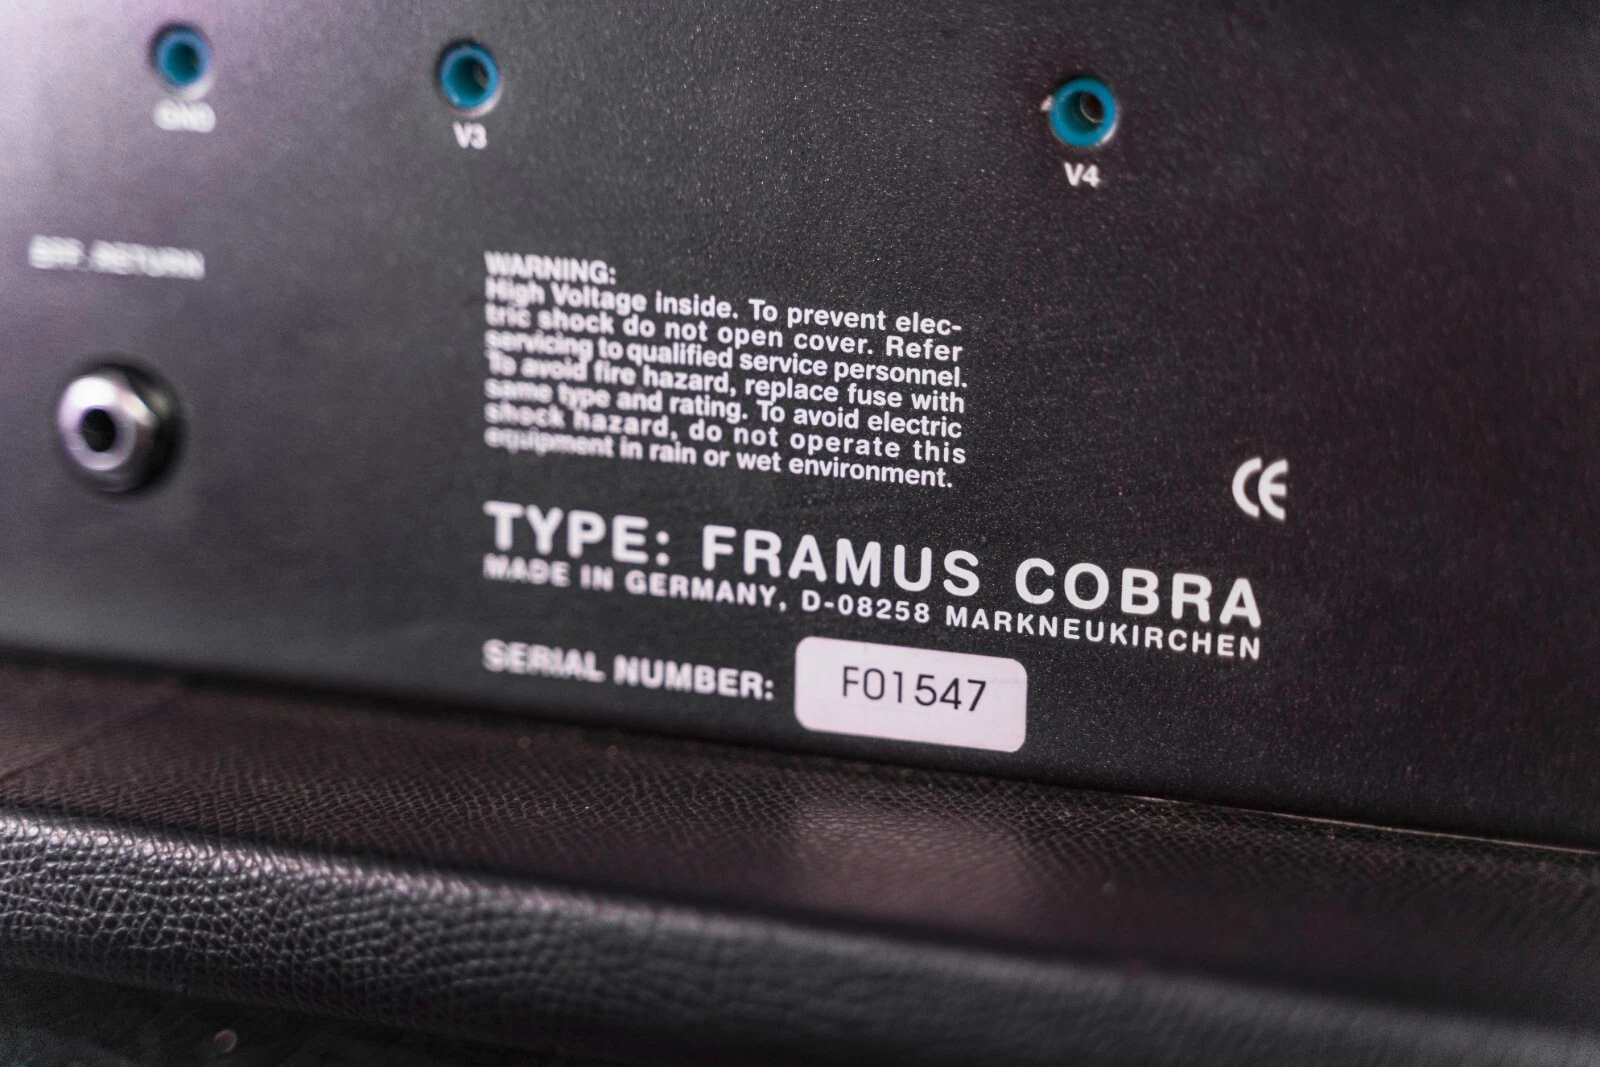 GND
V3
V4
EFF. RETURN
WARNING:
High Voltage inside. To prevent elec-
tric shock do not open cover. Refer
servicing to qualified service personnel.
To avoid fire hazard, replace fuse with
same type and rating. To avoid electric
shock hazard, do not operate this
equipment in rain or wet environment.
CE
TYPE: FRAMUS COBRA
MADE IN GERMANY, D-08258 MARKNEUKIRCHEN
SERIAL NUMBER: F01547